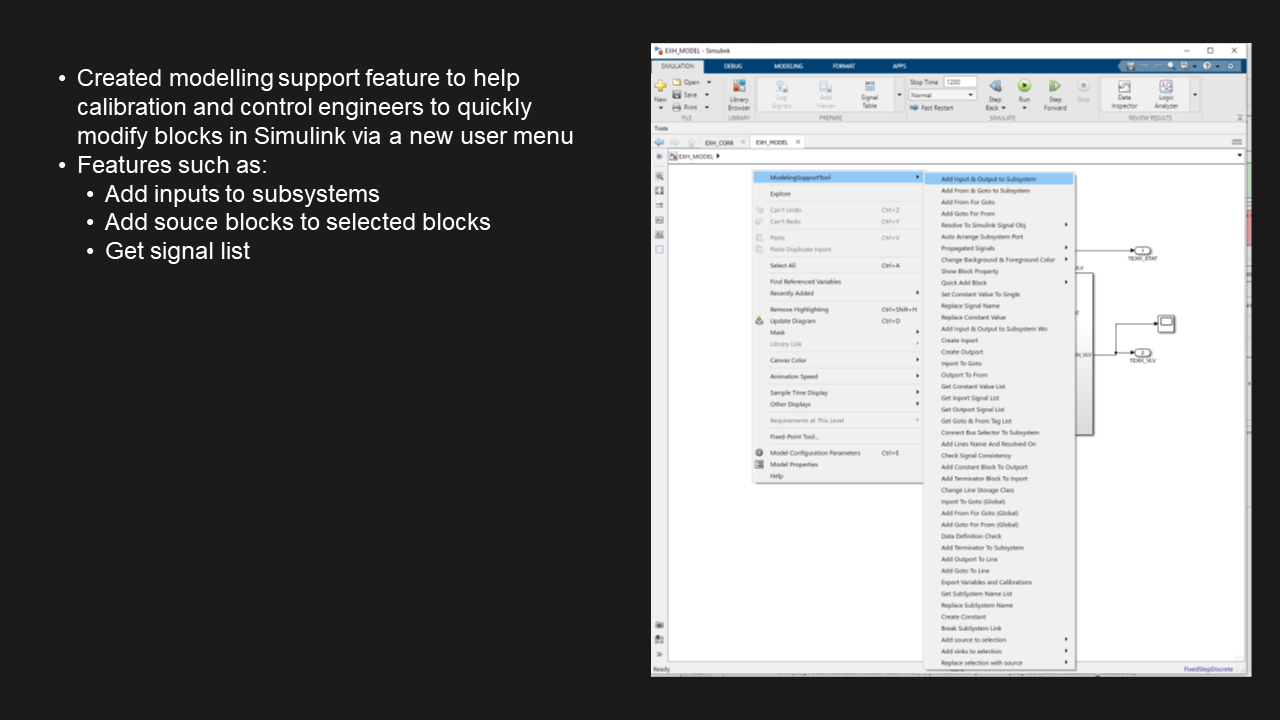 • Created modelling support feature to help
calibration and control engineers to quickly
modify blocks in Simulink via a new user menu
• Features such as:
• Add inputs to subsystems
• Add soure blocks to selected blocks
• Get signal list
EXH_MODEL - Simulink
SIMULATION DEBUG MODELING FORMAT APPS
New
Open
Save
Print
FILE
Library
Browser
LIBRARY
Log
Signals
Add
Viewer
Signal
Table
PREPARE
Stop Time 1200
Normal
Fast Restart
Step
Back
Run
Step
Forward
Stop
SIMULATE
Data
Inspector
Logic
Analyzer
REVIEW RESULTS
Tools
EXH_CORR EXH_MODEL
EXH_MODEL
ModelingSupportTool
Explore
Can't Undo Ctrl+Z
Can't Redo Ctrl+Y
Paste Ctrl+V
Paste Duplicate Inport
Select All Ctrl+A
Find Referenced Variables
Recently Added
Remove Highlighting Ctrl+Shift+H
Update Diagram Ctrl+D
Mask
Library Link
Canvas Color
Animation Speed
Sample Time Display
Other Displays
Requirements at This Level
Fixed-Point Tool...
Model Configuration Parameters Ctrl+E
Model Properties
Help
Add Input & Output to Subsystem
Add From & Goto to Subsystem
Add From For Goto
Add Goto For From
Resolve To Simulink Signal Obj
Auto Arrange Subsystem Port
Propagated Signals
Change Background & Foreground Color
Show Block Property
Quick Add Block
Set Constant Value To Single
Replace Signal Name
Replace Constant Value
Add Input & Output to Subsystem Wo
Create Inport
Create Outport
Inport To Goto
Outport To From
Get Constant Value List
Get Inport Signal List
Get Outport Signal List
Get Goto & From Tag List
Connect Bus Selector To Subsystem
Add Lines Name And Resolved On
Check Signal Consistency
Add Constant Block To Outport
Add Terminator Block To Inport
Change Line Storage Class
Inport To Goto (Global)
Add From For Goto (Global)
Add Goto For From (Global)
Data Definition Check
Add Terminator To Subsystem
Add Outport To Line
Add Goto To Line
Export Variables and Calibrations
Get SubSystem Name List
Replace SubSystem Name
Create Constant
Break SubSystem Link
Add source to selection
Add sinks to selection
Replace selection with source
1
TEXH_STAT
2
TEXH_VLV
Ready
FixedStepDiscrete